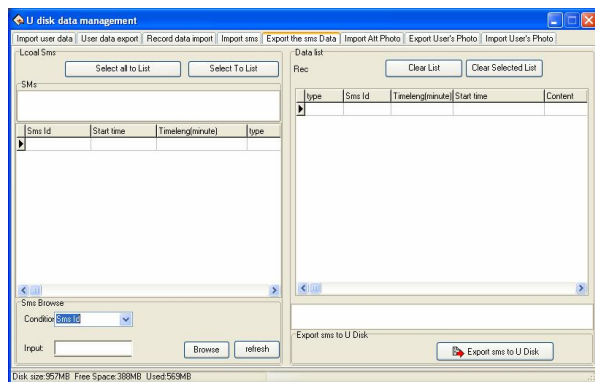 U disk data management
Import user data User data export Record data import Import sms Export the sms Data Import Att Photo Export User's Photo Import User's Photo
Local Sms
Select all to List Select To List
SMs
Sms Id Start time Timeleng(minute) type
Sms Browse
Condition Sms Id
Input:
Browse refresh
Data list
Rec
Clear List Clear Selected List
type Sms Id Timeleng(minute) Start time Content
Export sms to U Disk
Export sms to U Disk
Disk size:957MB Free Space:388MB Used:569MB